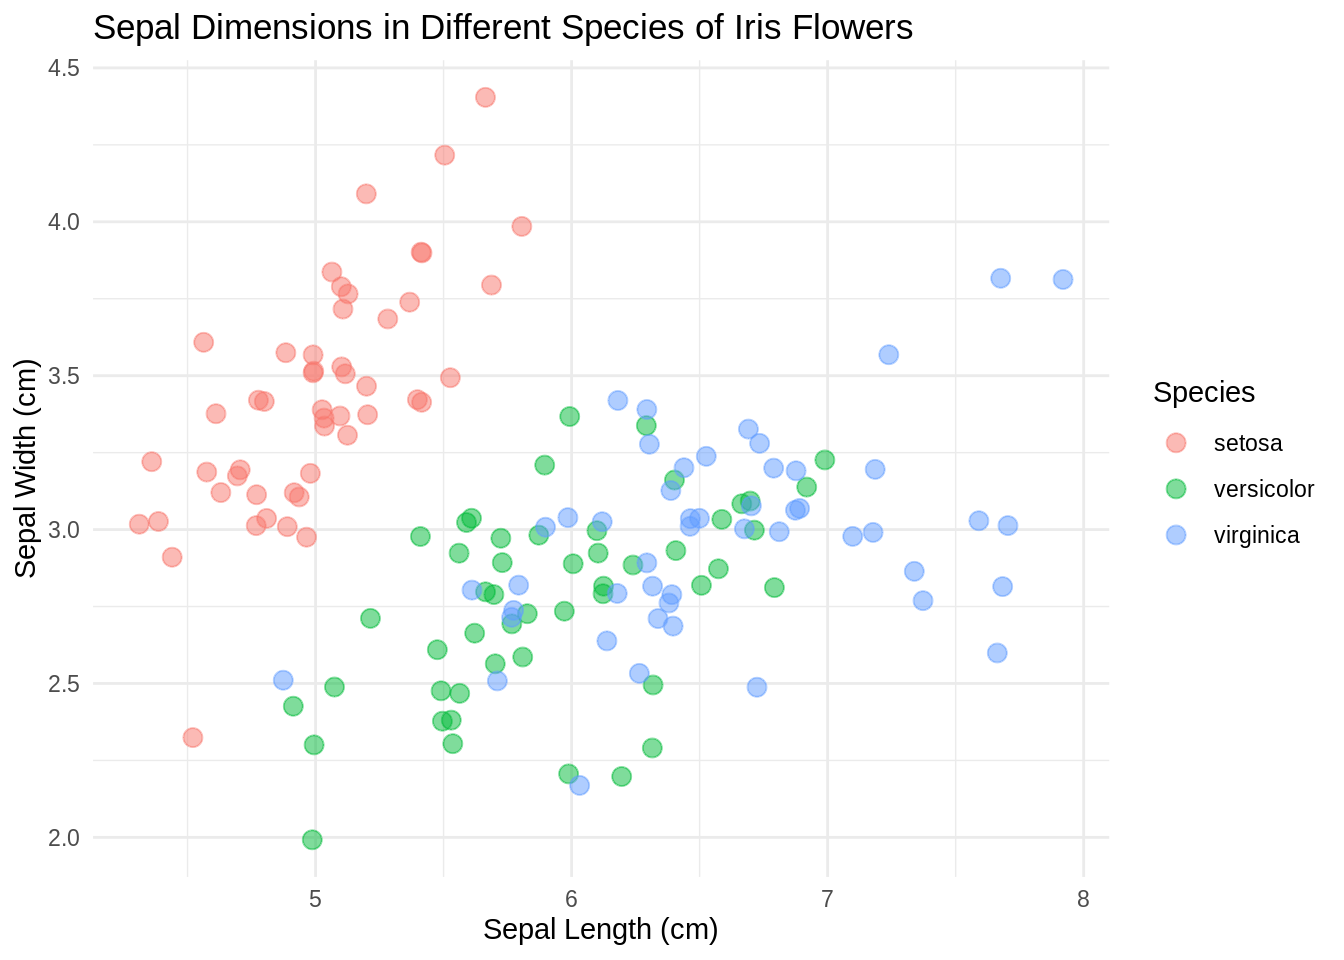 Sepal Dimensions in Different Species of Iris Flowers
4.5
4.0
3.5
3.0
2.5
2.0
Sepal Width (cm)
5 6 7 8
Sepal Length (cm)
Species
setosa
versicolor
virginica